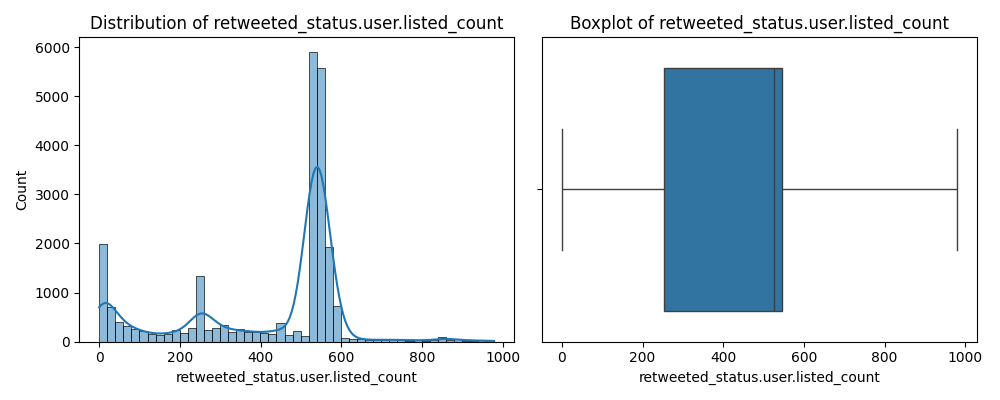 Distribution of retweeted_status.user.listed_count
6000
5000
4000
3000
2000
1000
0
Count
0 200 400 600 800 1000
retweeted_status.user.listed_count
Boxplot of retweeted_status.user.listed_count
0 200 400 600 800 1000
retweeted_status.user.listed_count